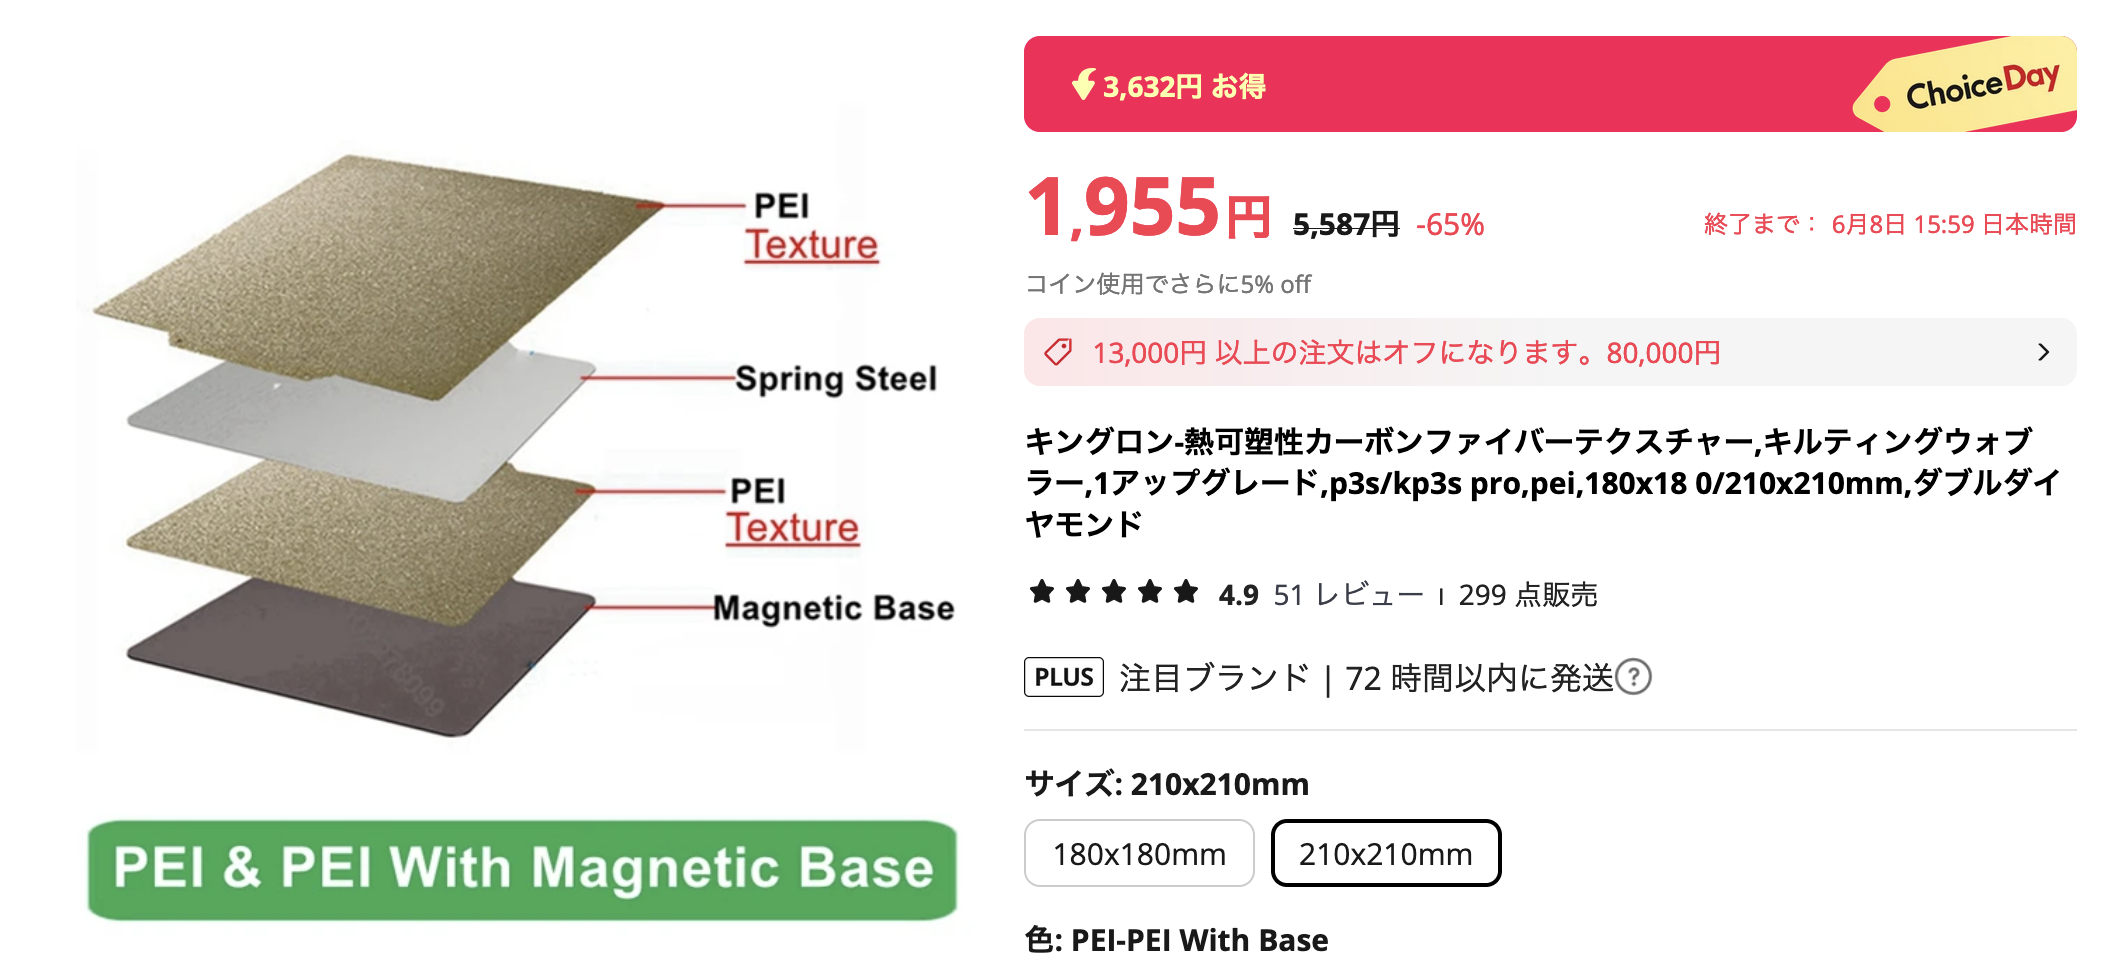 PEI
Texture
Spring Steel
PEI
Texture
Magnetic Base
PEI & PEI With Magnetic Base
3,632円 お得
ChoiceDay
1,955円 5,587円 -65%
終了まで： 6月8日 15:59 日本時間
コイン使用でさらに5% off
13,000円 以上の注文はオフになります。80,000円
キングロン-熱可塑性カーボンファイバーテクスチャー,キルティングウォブ
ラー,1アップグレード,p3s/kp3s pro,pei,180x18 0/210x210mm,ダブルダイ
ヤモンド
4.9 51 レビュー 299 点販売
PLUS 注目ブランド | 72 時間以内に発送?
サイズ: 210x210mm
180x180mm 210x210mm
色: PEI-PEI With Base